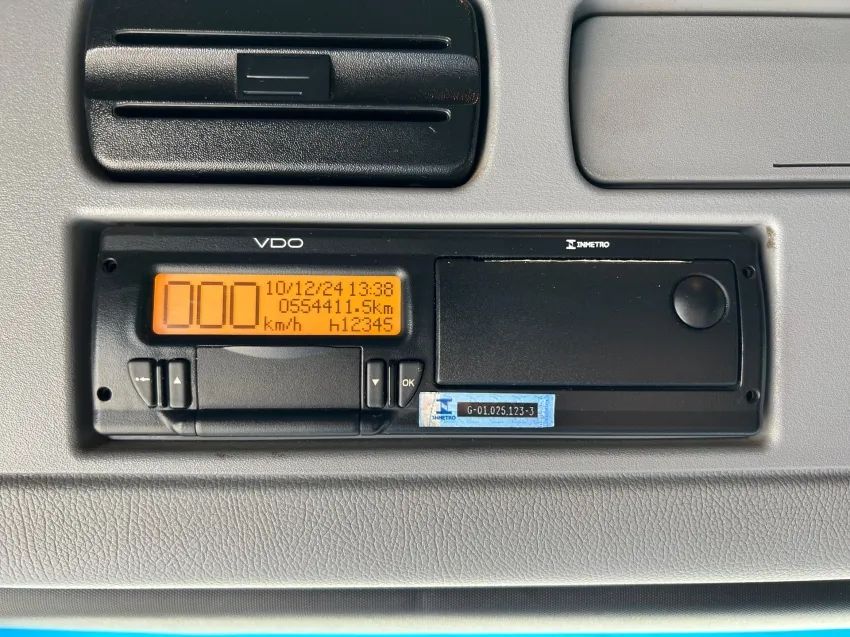 VDO
INMETRO
000 10/12/24 13:38
0554411.5km
km/h h12345
OK
INMETRO G-01.025.123-3